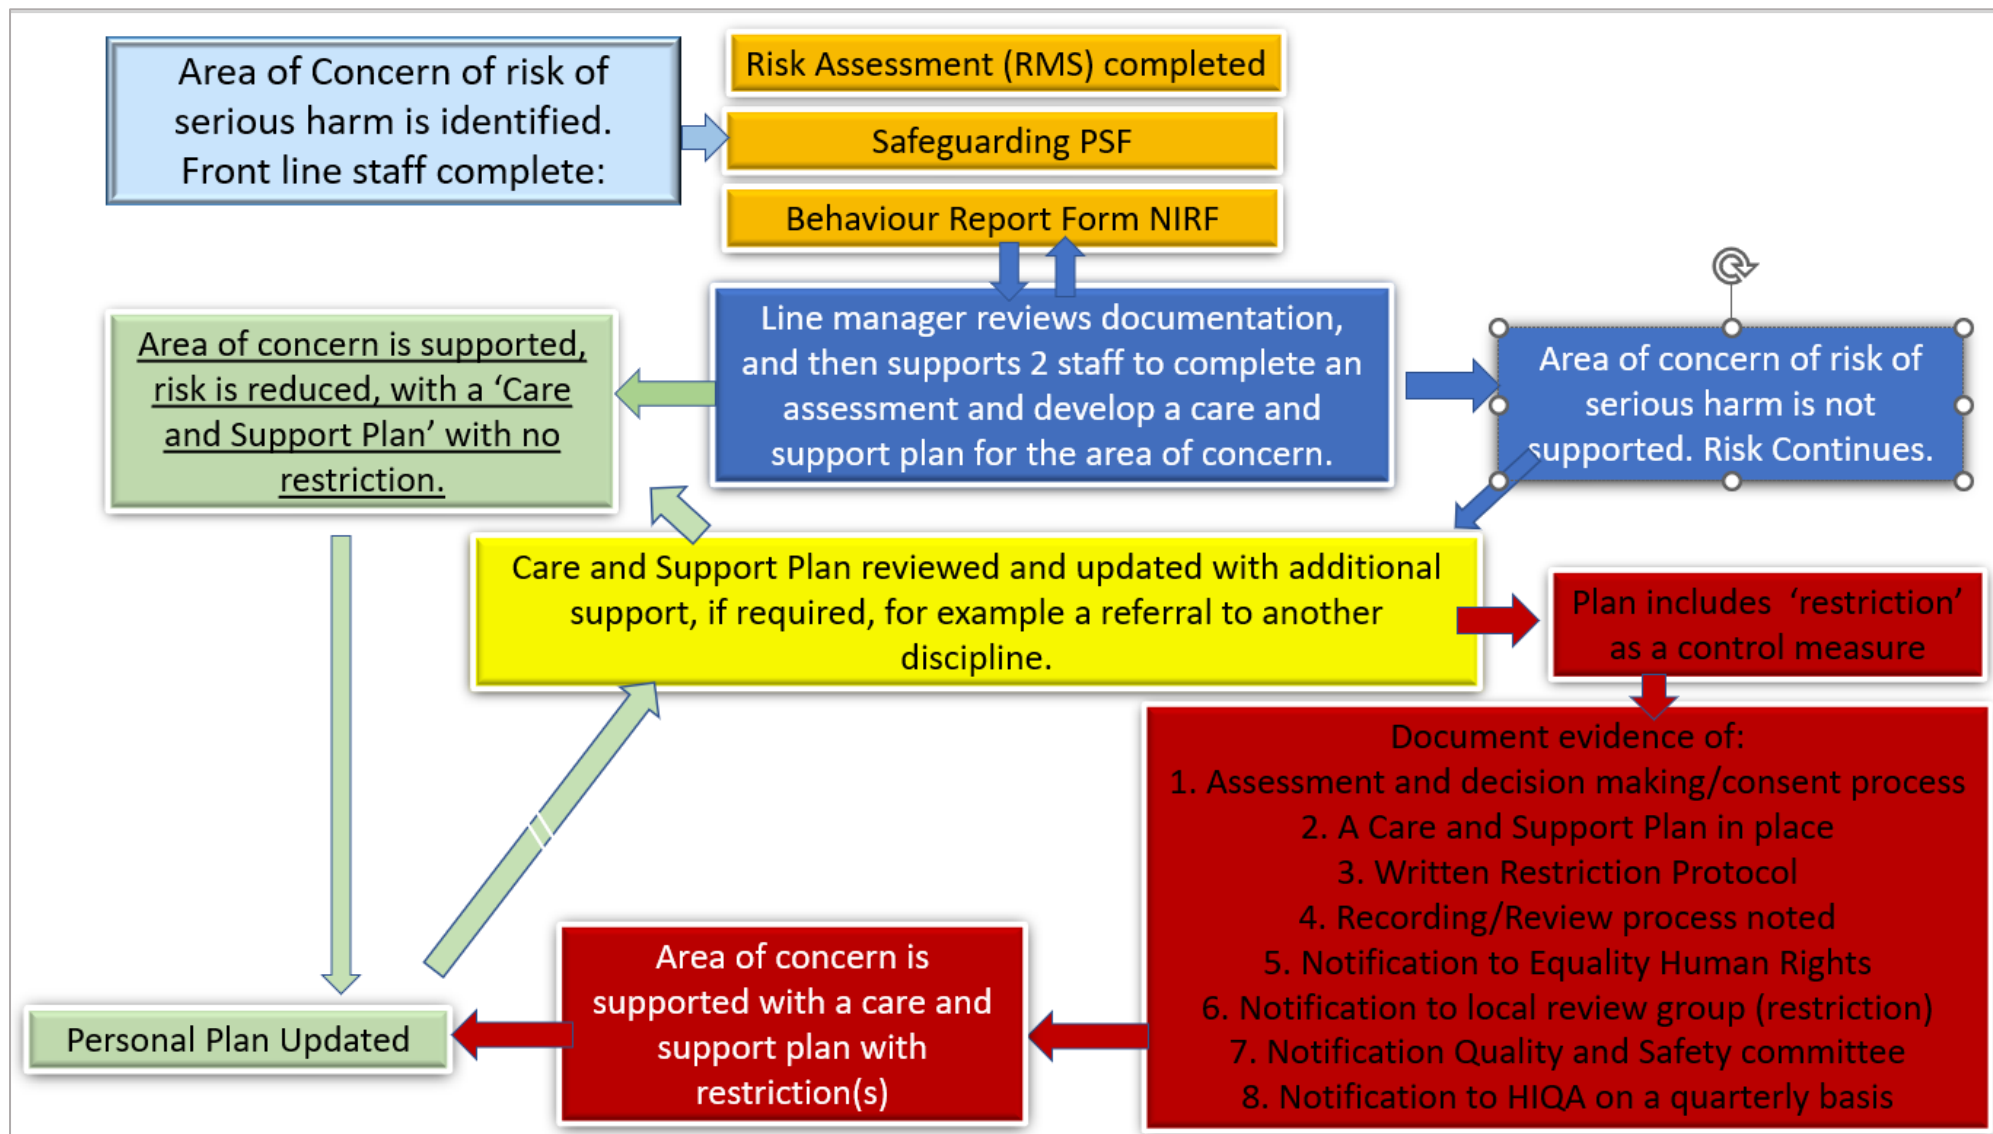 Area of Concern of risk of
serious harm is identified.
Front line staff complete:
Risk Assessment (RMS) completed
Safeguarding PSF
Behaviour Report Form NIRF
Line manager reviews documentation,
and then supports 2 staff to complete an
assessment and develop a care and
support plan for the area of concern.
Area of concern is supported,
risk is reduced, with a ‘Care
and Support Plan’ with no
restriction.
Area of concern of risk of
serious harm is not
supported. Risk Continues.
Care and Support Plan reviewed and updated with additional
support, if required, for example a referral to another
discipline.
Plan includes ‘restriction’
as a control measure
Document evidence of:
1. Assessment and decision making/consent process
2. A Care and Support Plan in place
3. Written Restriction Protocol
4. Recording/Review process noted
5. Notification to Equality Human Rights
6. Notification to local review group (restriction)
7. Notification Quality and Safety committee
8. Notification to HIQA on a quarterly basis
Area of concern is
supported with a care and
support plan with
restriction(s)
Personal Plan Updated